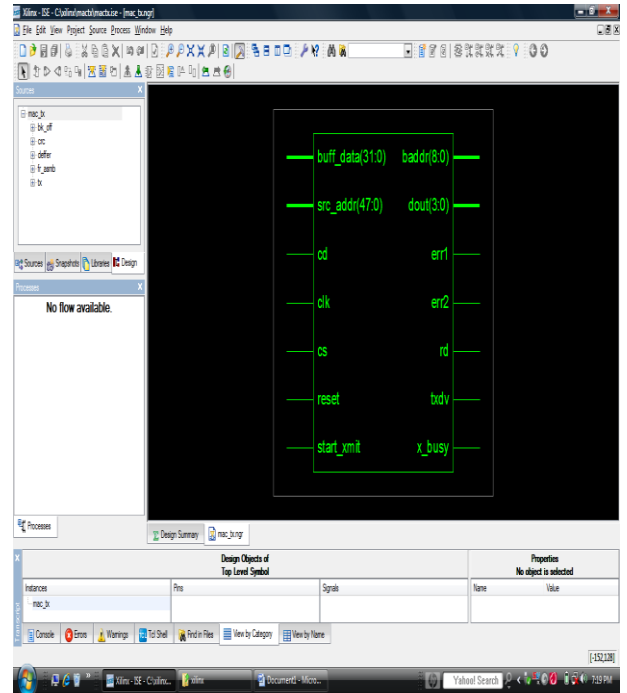 Xilinx - ISE - C:\xilinx\mactx\mactx.ise - [mac_tx.ngr]
File Edit View Project Source Process Window Help
Sources
mac_tx
bk_off
crc
deffer
fr_asmb
tx
Sources Snapshots Libraries Design
Processes
No flow available.
Processes
buff_data(31:0) baddr(8:0)
src_addr(47:0) dout(3:0)
cd err1
clk err2
cs rd
reset txdv
start_xmit x_busy
Design Summary mac_tx.ngr
Design Objects of
Top Level Symbol
Properties
No object is selected
Instances Pins Signals Name Value
mac_tx
Transcript
Console Errors Warnings Tcl Shell Find in Files View by Category View by Name
[-152,128]
Xilinx - ISE - C:\xilinx... xilinx Document1 - Micro... Yahoo! Search 7:19 PM